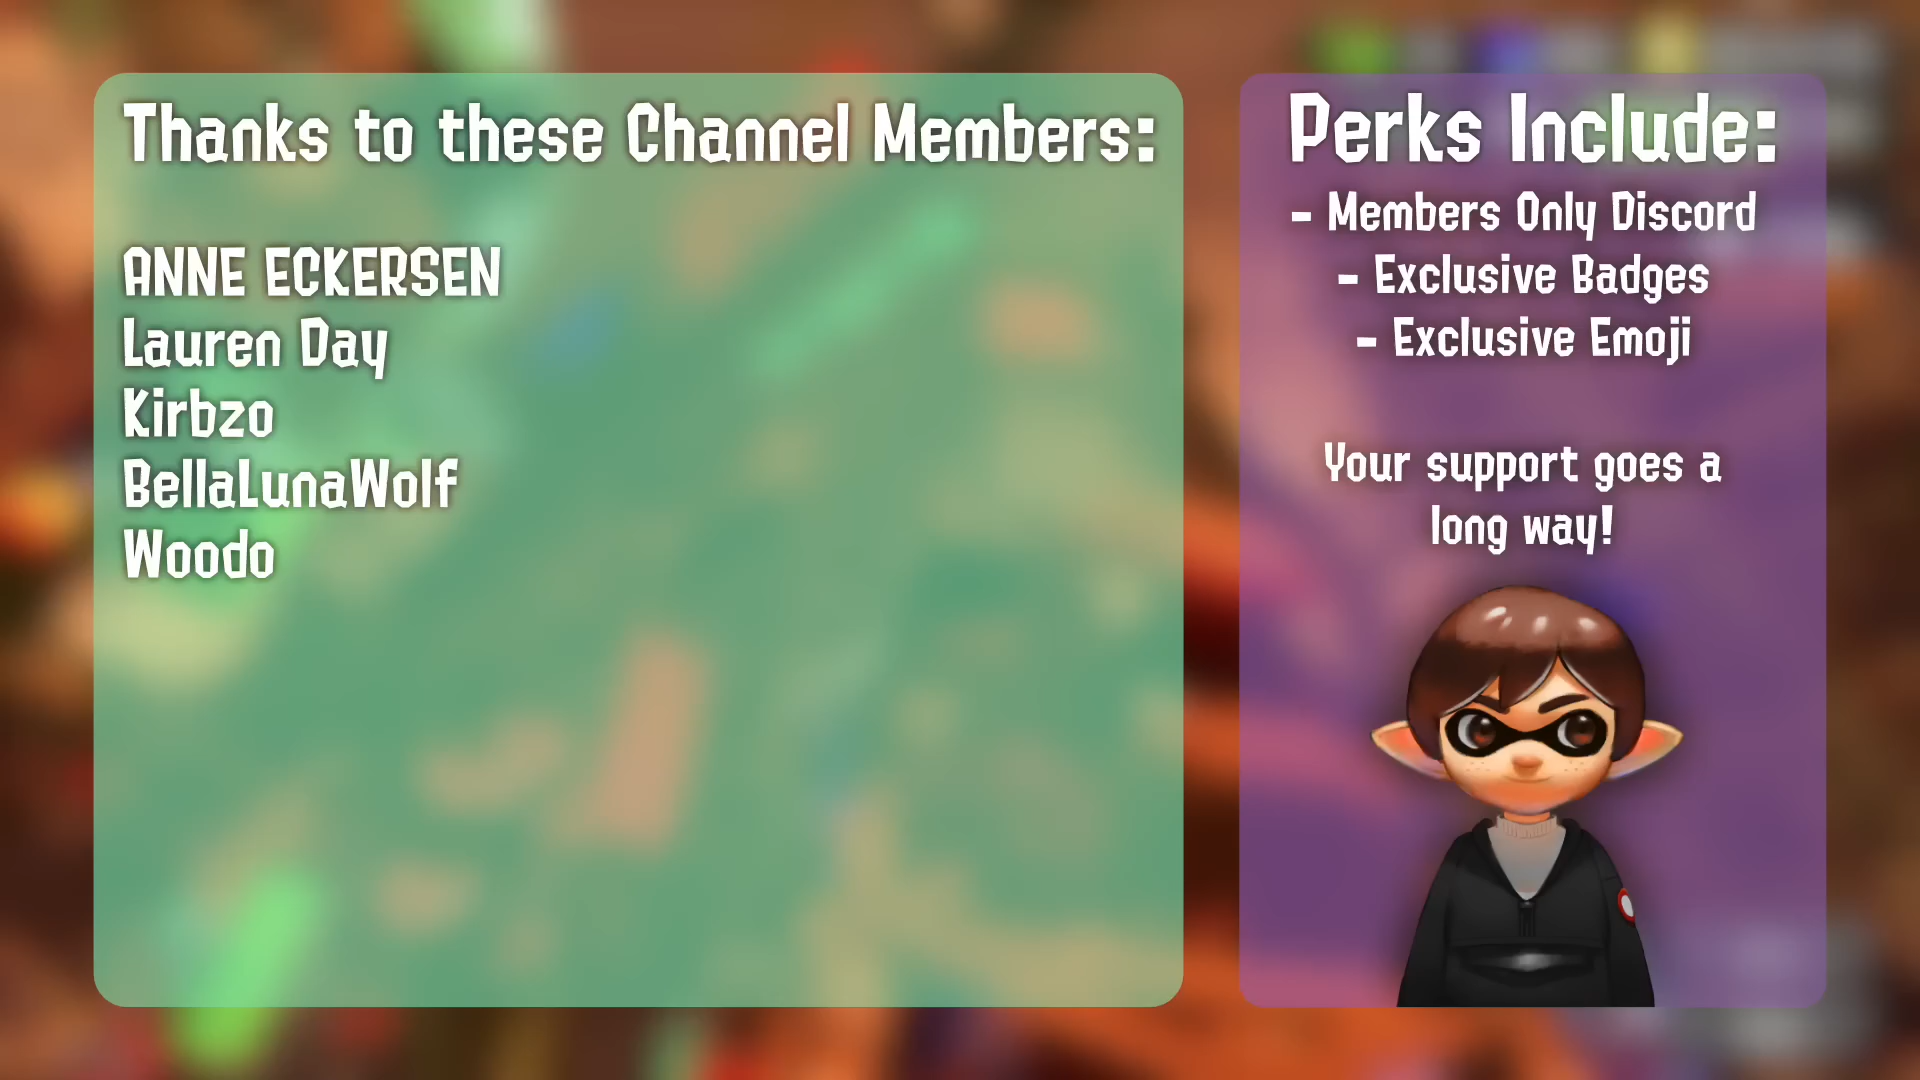 Thanks to these Channel Members:
ANNE ECKERSEN
Lauren Day
Kirbzo
BellaLunaWolf
Woodo
Perks Include:
- Members Only Discord
- Exclusive Badges
- Exclusive Emoji
Your support goes a
long way!